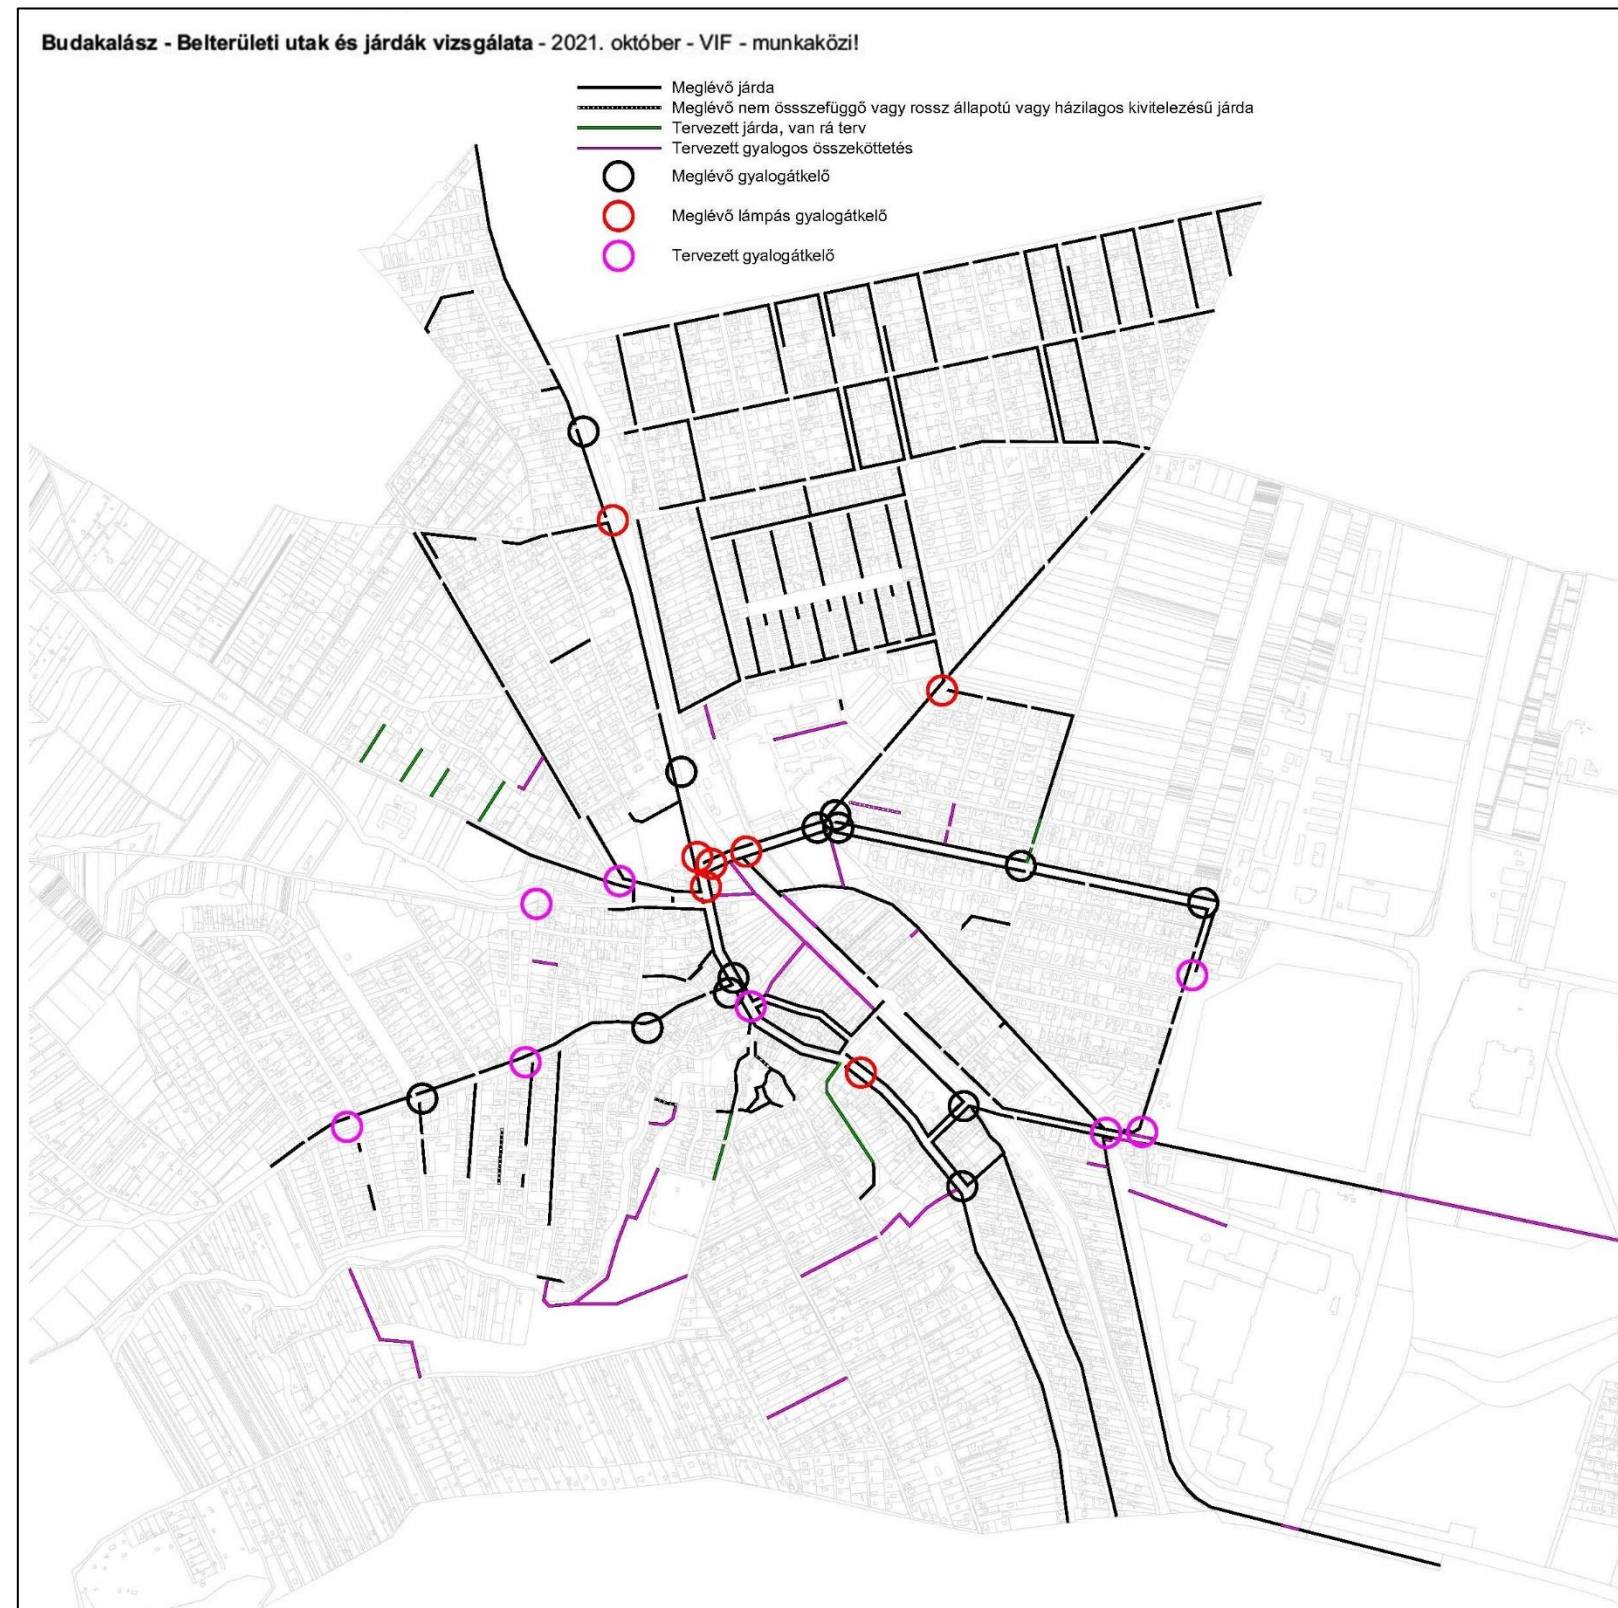 Budakalász - Belterületi utak és járdák vizsgálata - 2021. október - VIF - munkaközi!
Meglévő járda
Meglévő nem össszefüggő vagy rossz állapotú vagy házilagos kivitelezésű járda
Tervezett járda, van rá terv
Tervezett gyalogos összeköttetés
Meglévő gyalogátkelő
Meglévő lámpás gyalogátkelő
Tervezett gyalogátkelő